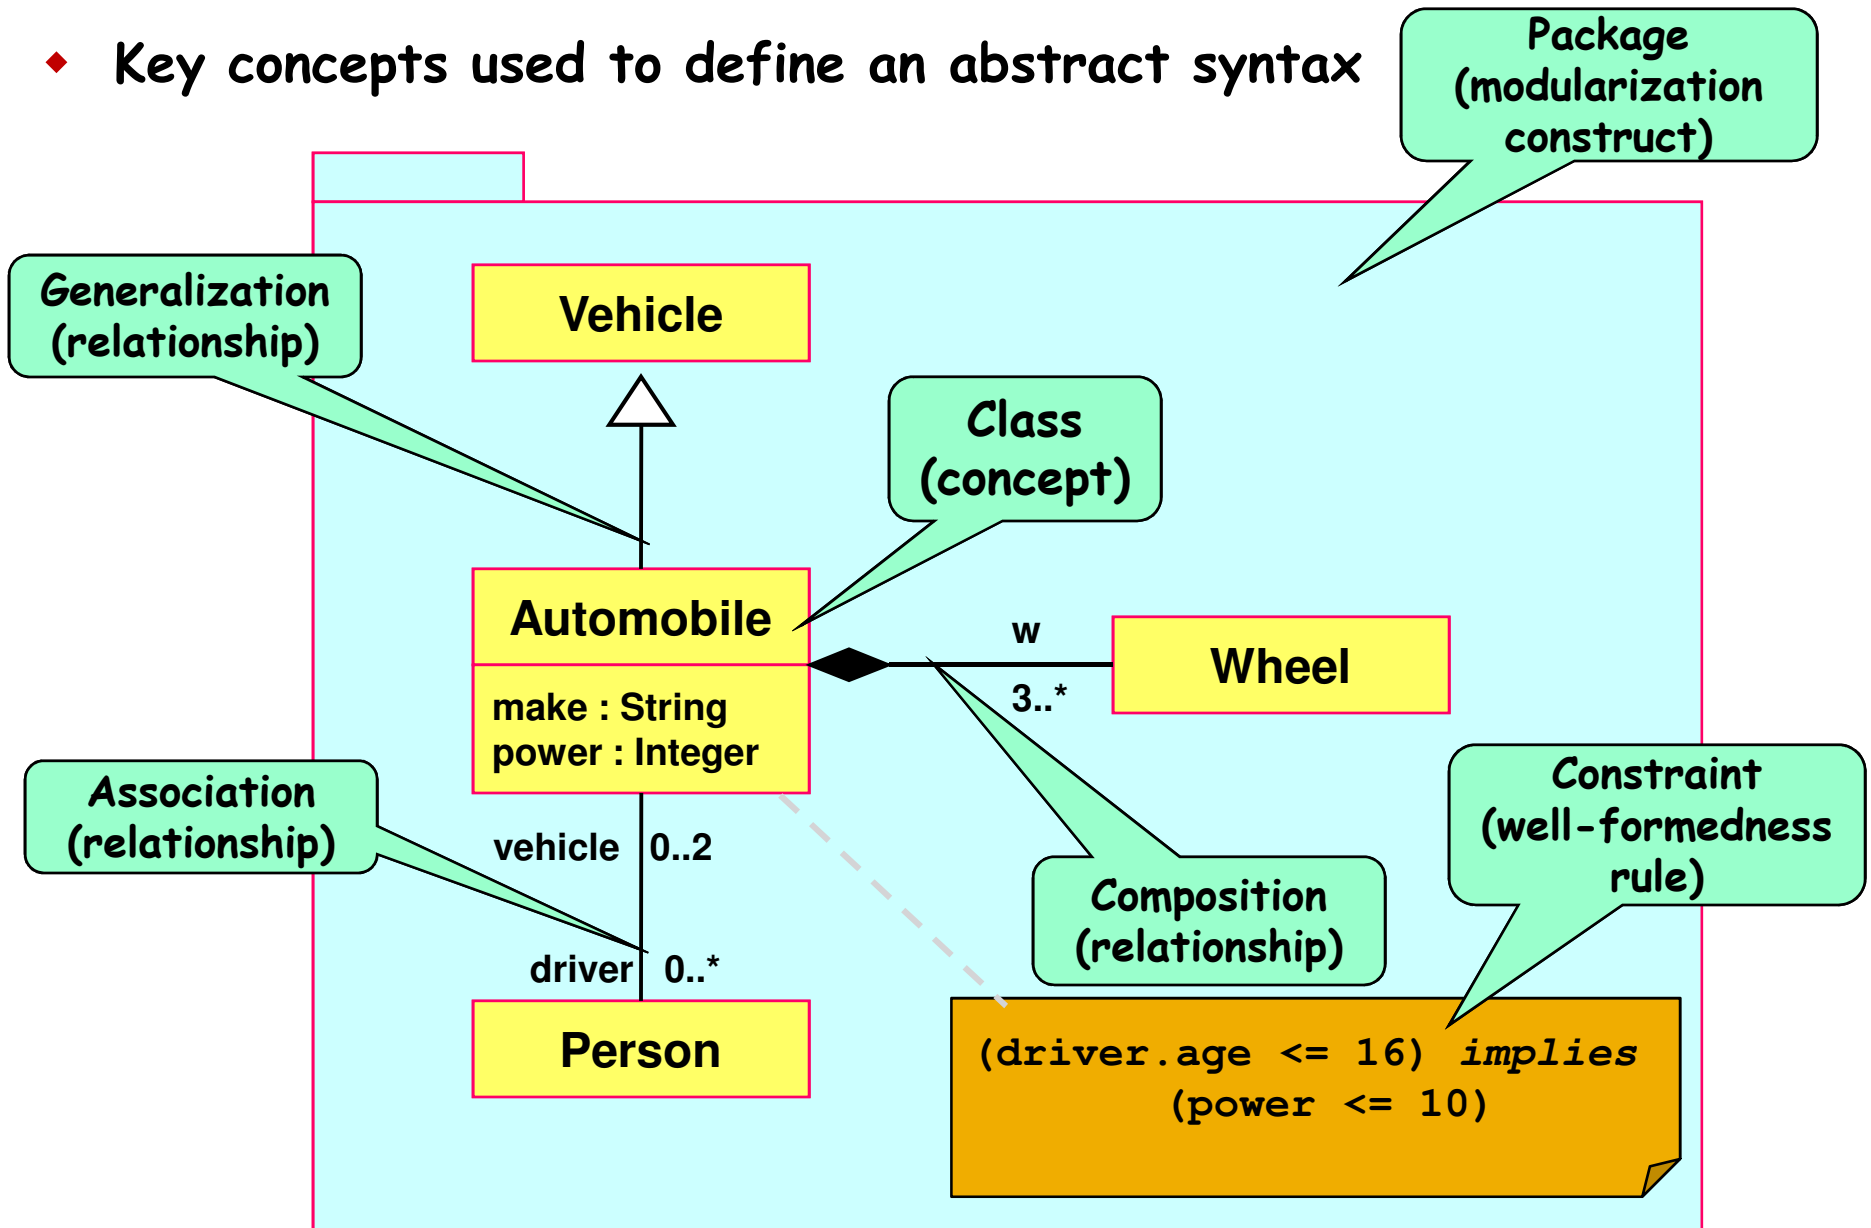 Key concepts used to define an abstract syntax
Package
(modularization
construct)
Generalization
(relationship)
Vehicle
Class
(concept)
Automobile
make : String
power : Integer
w
3..*
Wheel
Association
(relationship)
vehicle 0..2
driver 0..*
Person
Composition
(relationship)
Constraint
(well-formedness
rule)
(driver.age <= 16) implies
(power <= 10)